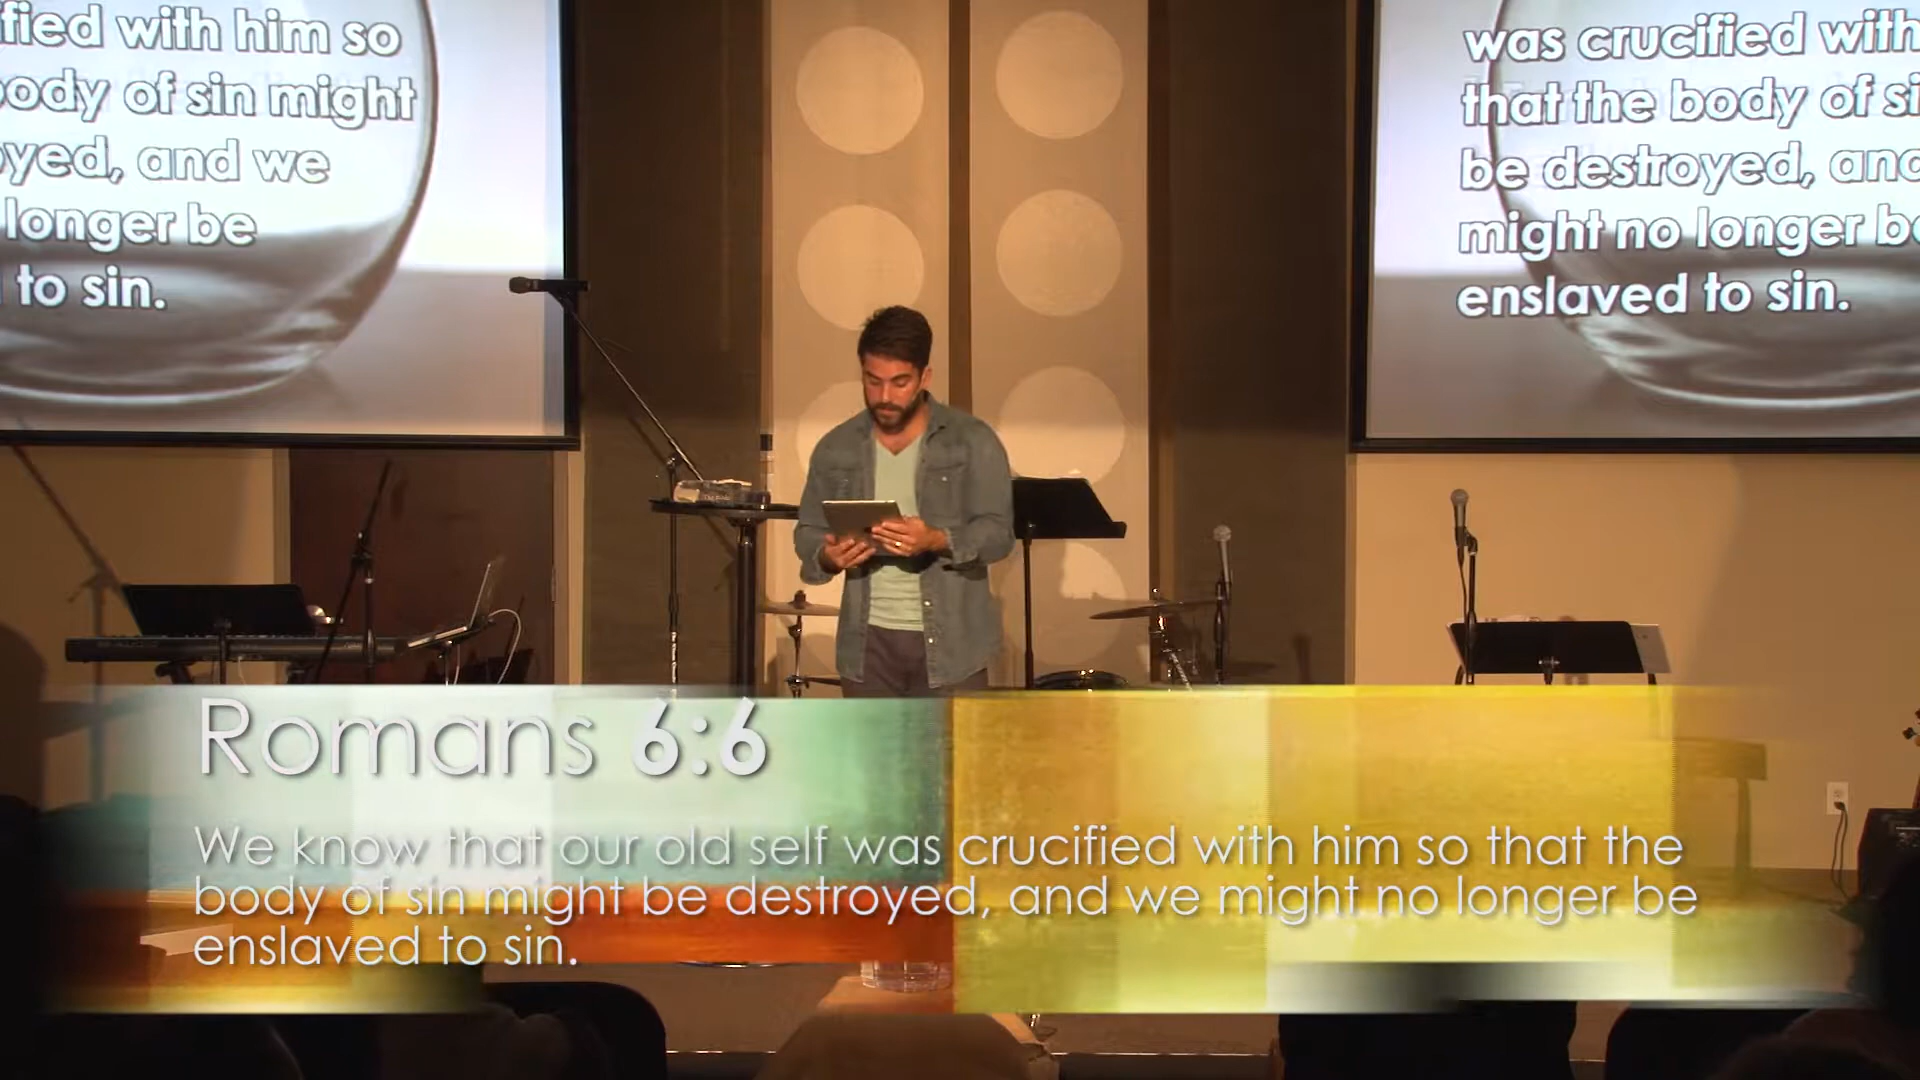 fied with him so
ody of sin might
yed, and we
longer be
to sin.
was crucified with
that the body of si
be destroyed, and
might no longer be
enslaved to sin.
Romans 6:6
We know that our old self was crucified with him so that the
body of sin might be destroyed, and we might no longer be
enslaved to sin.